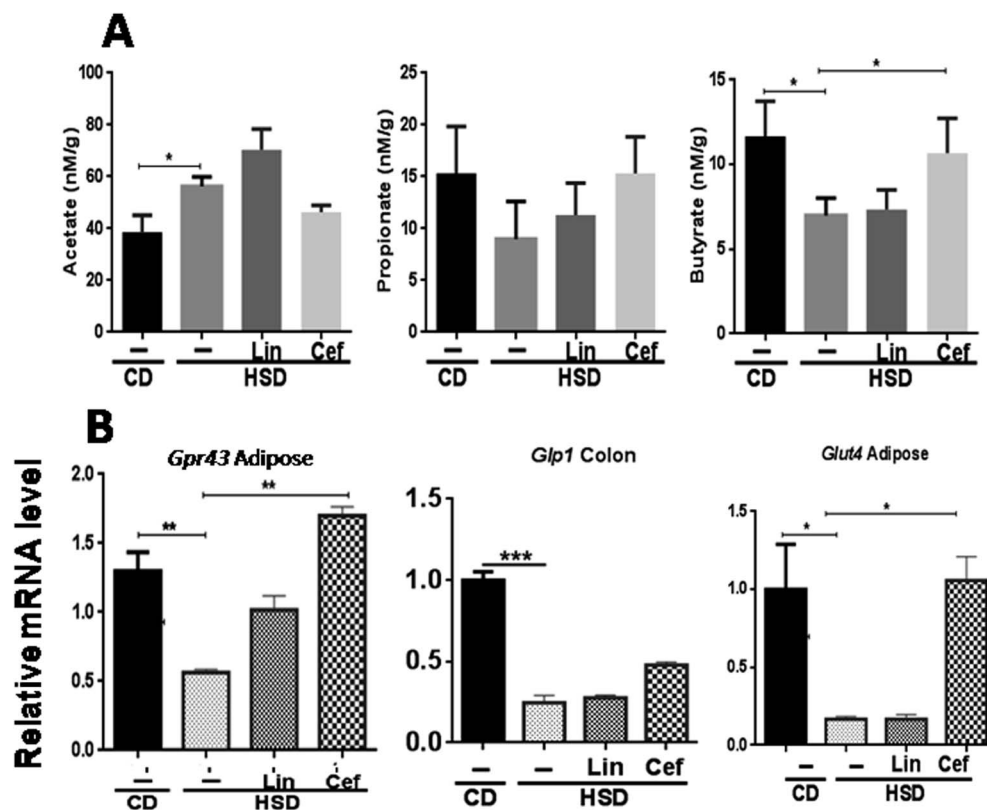 A
Acetate (nM/g)
100
80
60
40
20
0
*
– – Lin Cef
CD HSD
Propionate (nM/g)
25
20
15
10
5
0
– – Lin Cef
CD HSD
Butyrate (nM/g)
15
10
5
0
* *
– – Lin Cef
CD HSD
B
Relative mRNA level
Gpr43 Adipose
2.0
1.5
1.0
0.5
0.0
** **
– – Lin Cef
CD HSD
Glp1 Colon
1.5
1.0
0.5
0.0
***
– – Lin Cef
CD HSD
Glut4 Adipose
1.5
1.0
0.5
0.0
* *
– – Lin Cef
CD HSD